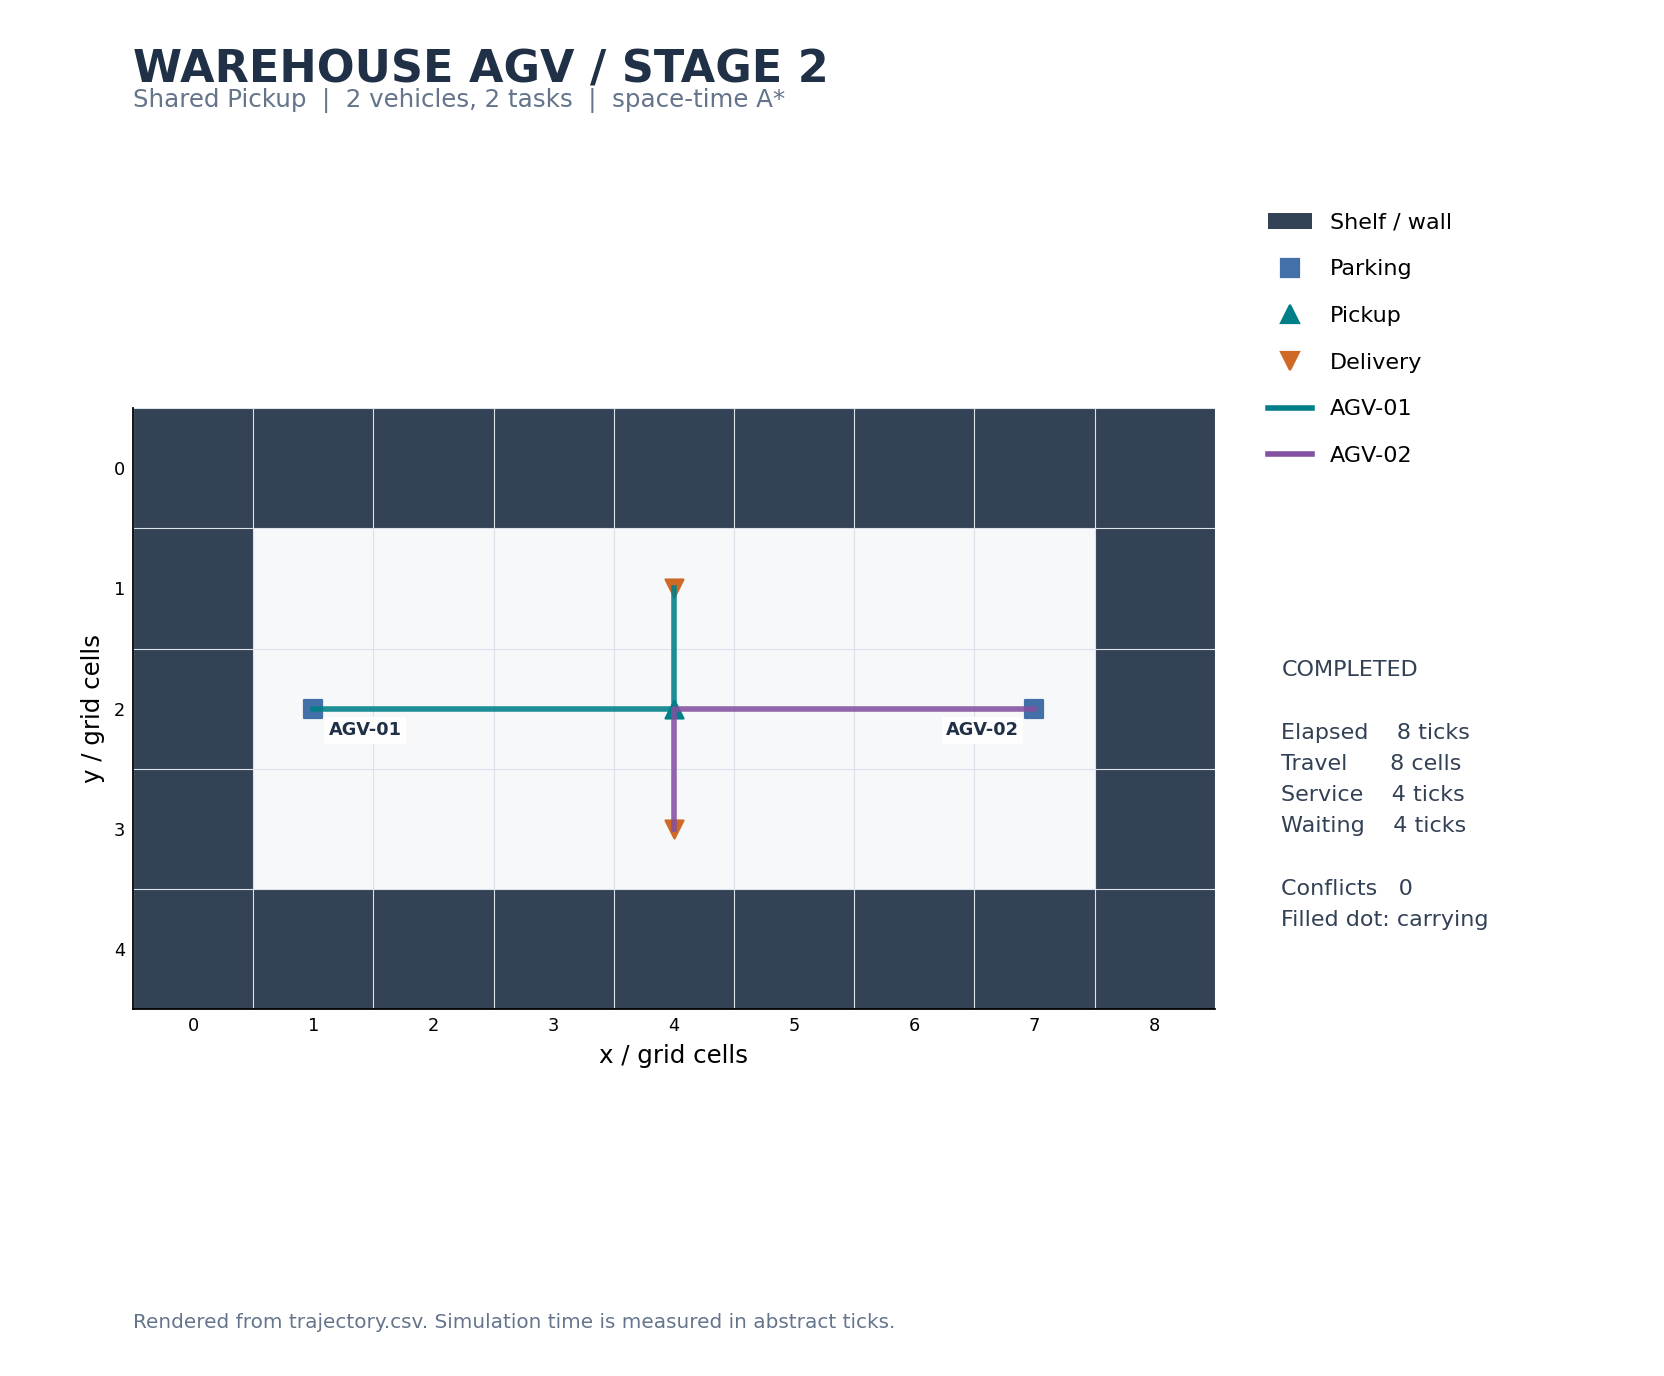 WAREHOUSE AGV / STAGE 2
Shared Pickup | 2 vehicles, 2 tasks | space-time A*
Shelf / wall
Parking
Pickup
Delivery
AGV-01
AGV-02
0
1
2
3
4
y / grid cells
AGV-01
AGV-02
0 1 2 3 4 5 6 7 8
x / grid cells
COMPLETED
Elapsed 8 ticks
Travel 8 cells
Service 4 ticks
Waiting 4 ticks
Conflicts 0
Filled dot: carrying
Rendered from trajectory.csv. Simulation time is measured in abstract ticks.